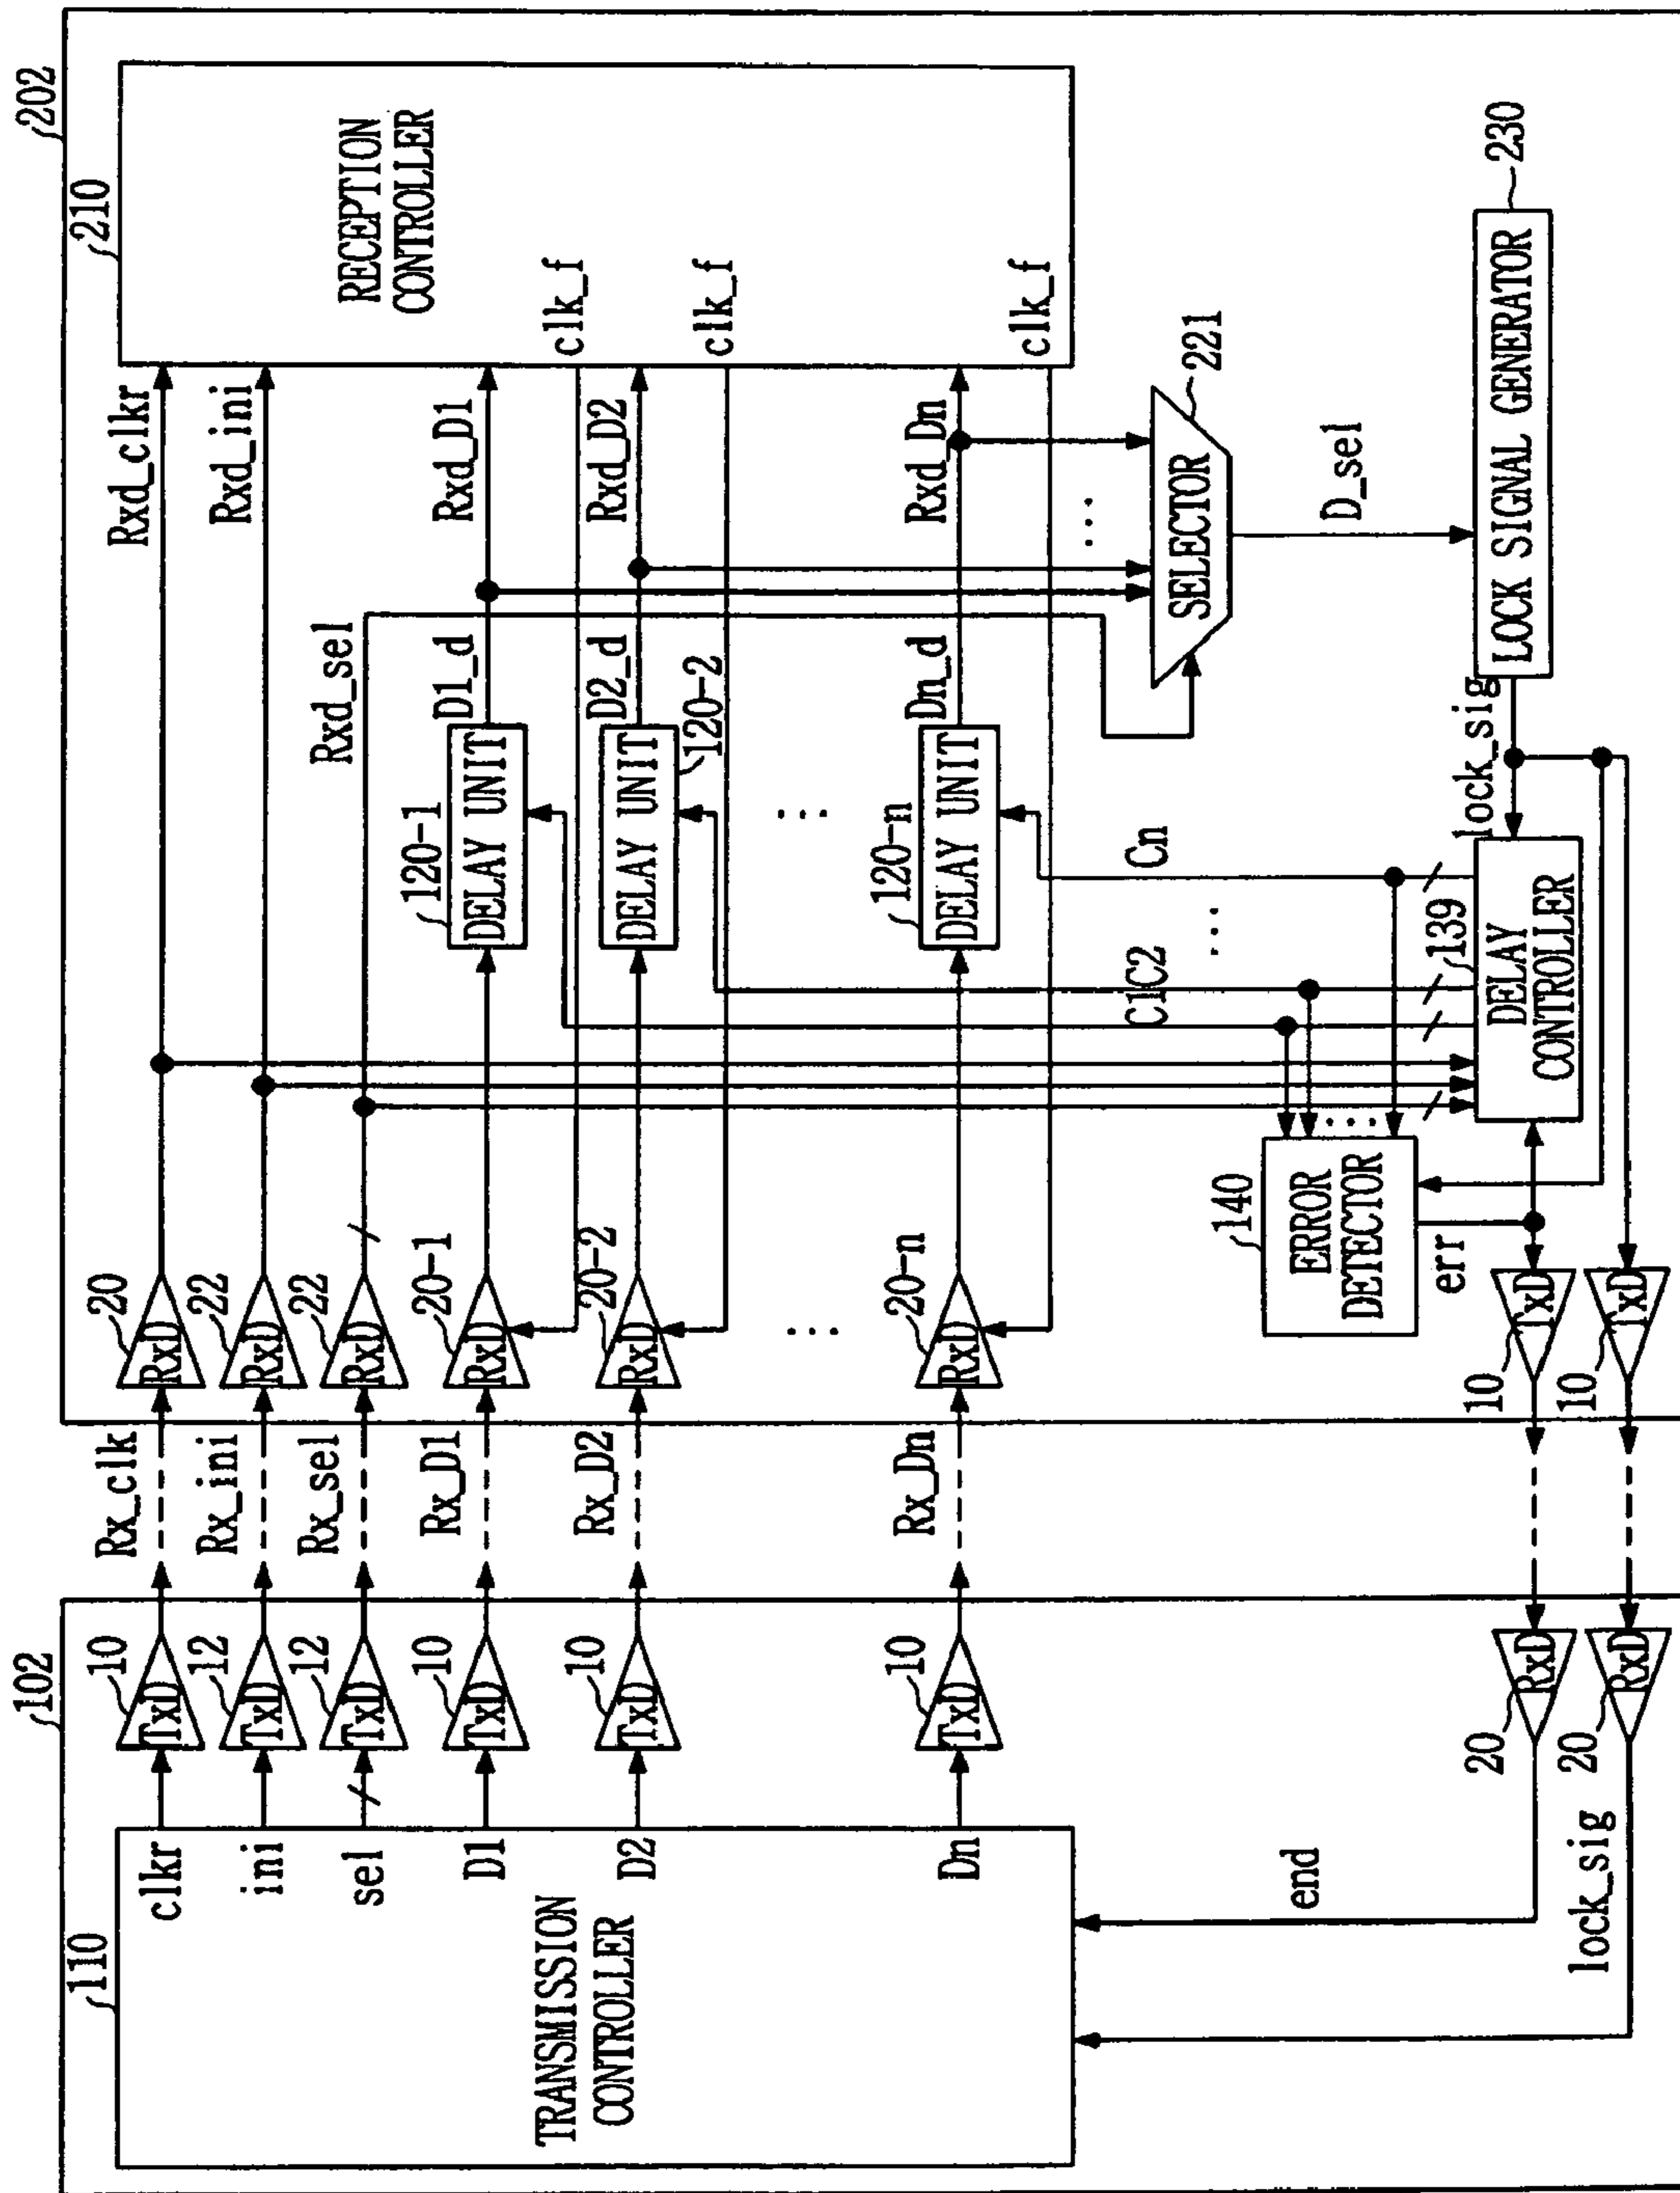 102
110
TRANSMISSION
CONTROLLER
clkr
ini
sel
D1
D2
Dn
end
lock_sig
10
TxD
12
TxD
12
TxD
10
TxD
10
TxD
10
TxD
20
RxD
20
RxD
Rx_clk
Rx_ini
Rx_sel
Rx_D1
Rx_D2
Rx_Dn
202
20
RxD
22
RxD
22
RxD
20-1
RxD
20-2
RxD
...
20-n
RxD
10
TxD
10
TxD
140
ERROR
DETECTOR
err
...
C1
C2
...
Cn
139
DELAY
CONTROLLER
lock_sig
120-1
DELAY UNIT
120-2
DELAY UNIT
...
120-n
DELAY UNIT
D1_d
D2_d
Dn_d
Rxd_sel
Rxd_clkr
Rxd_ini
Rxd_D1
Rxd_D2
Rxd_Dn
210
RECEPTION
CONTROLLER
clk_f
clk_f
clk_f
...
SELECTOR
221
D_sel
LOCK SIGNAL GENERATOR
230